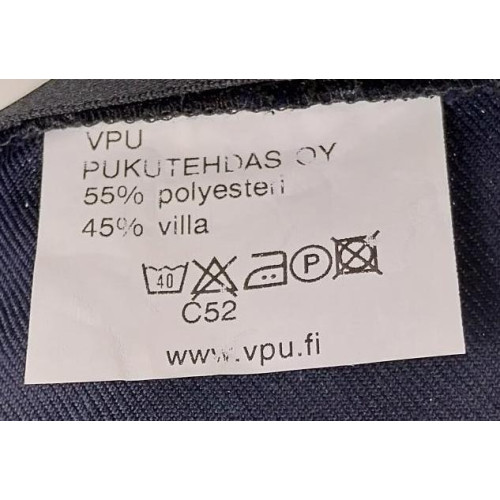 VPU
PUKUTEHDAS OY
55% polyesteri
45% villa
40 P
C52
www.vpu.fi